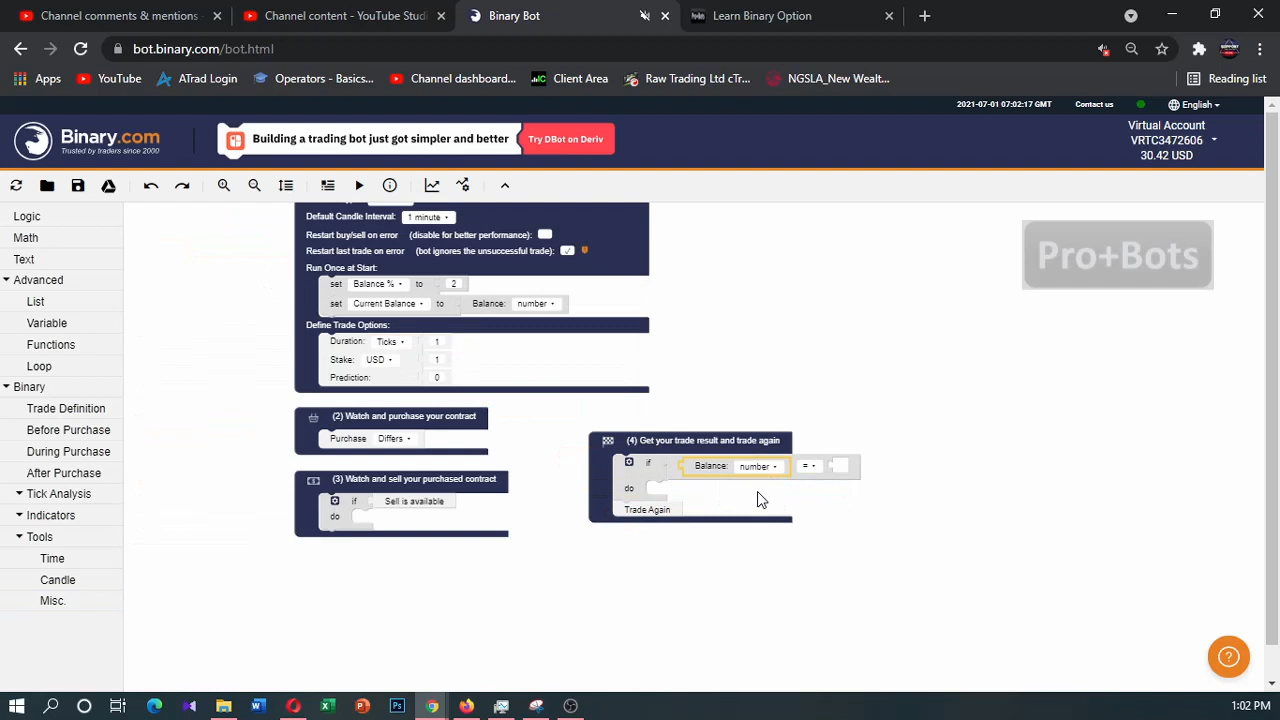 Channel comments & mentions -
Channel content - YouTube Studio
Binary Bot
Learn Binary Option
bot.binary.com/bot.html
Apps
YouTube
ATrad Login
Operators - Basics...
Channel dashboard...
Client Area
Raw Trading Ltd cTr...
NGSLA_New Wealt...
Reading list
2021-07-01 07:02:17 GMT
Contact us
English
Binary.com
Trusted by traders since 2000
Building a trading bot just got simpler and better
Try DBot on Deriv
Virtual Account
VRTC3472606
30.42 USD
Logic
Math
Text
Advanced
List
Variable
Functions
Loop
Binary
Trade Definition
Before Purchase
During Purchase
After Purchase
Tick Analysis
Indicators
Tools
Time
Candle
Misc.
Default Candle Interval: 1 minute
Restart buy/sell on error (disable for better performance):
Restart last trade on error (bot ignores the unsuccessful trade): ✓
Run Once at Start:
set Balance % to 2
set Current Balance to Balance: number
Define Trade Options:
Duration: Ticks 1
Stake: USD 1
Prediction: 0
(2) Watch and purchase your contract
Purchase Differs
(3) Watch and sell your purchased contract
if Sell is available
do
(4) Get your trade result and trade again
if Balance: number =
do
Trade Again
Pro+Bots
1:02 PM